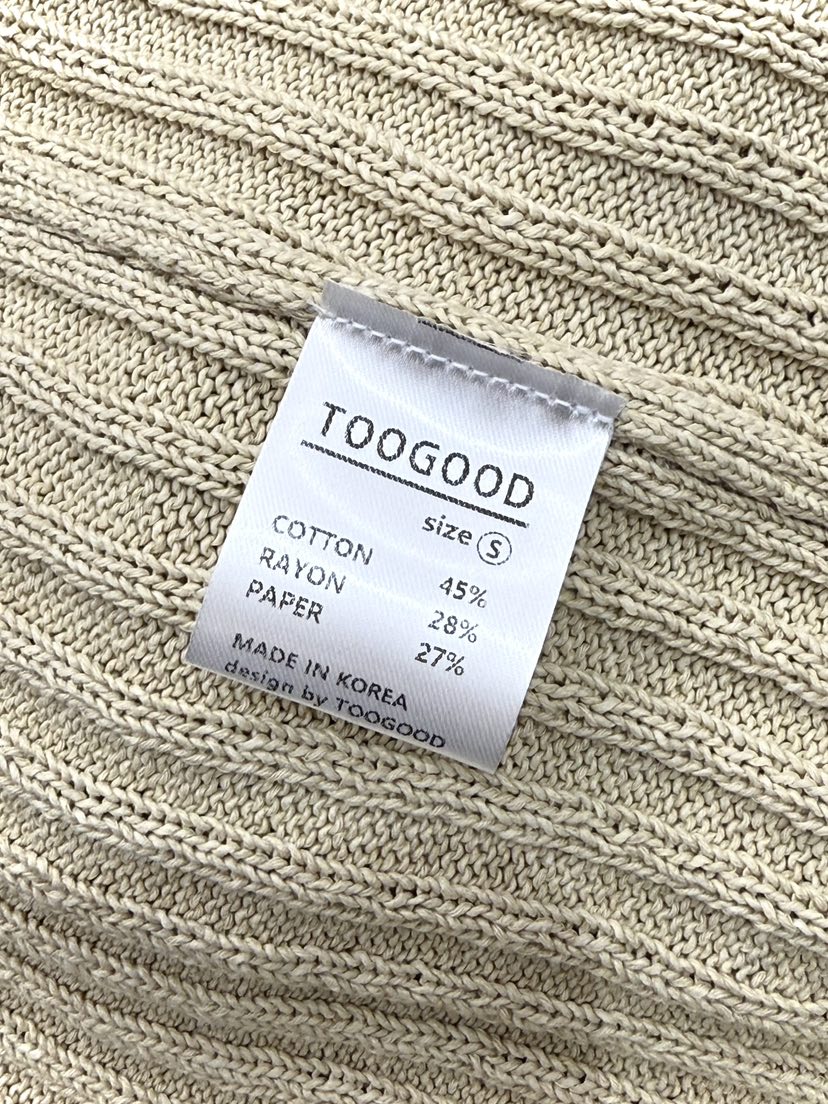 TOOGOOD
size Ⓢ
COTTON 45%
RAYON 28%
PAPER 27%
MADE IN KOREA
design by TOOGOOD